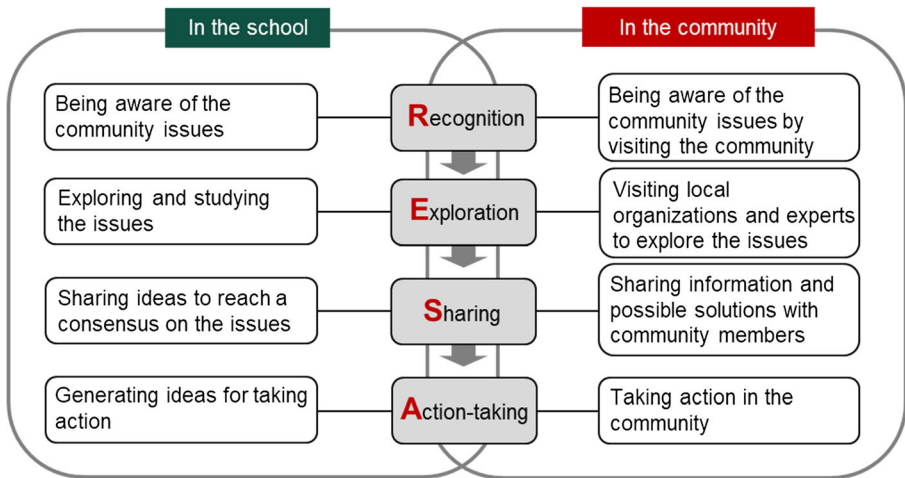 In the school
In the community
Being aware of the
community issues
Recognition
Being aware of the
community issues by
visiting the community
Exploring and studying
the issues
Exploration
Visiting local
organizations and experts
to explore the issues
Sharing ideas to reach a
consensus on the issues
Sharing
Sharing information and
possible solutions with
community members
Generating ideas for taking
action
Action-taking
Taking action in the
community